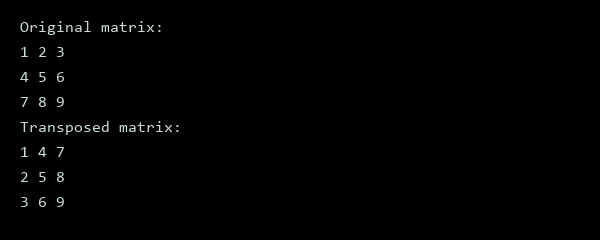 Original matrix:
1 2 3
4 5 6
7 8 9
Transposed matrix:
1 4 7
2 5 8
3 6 9